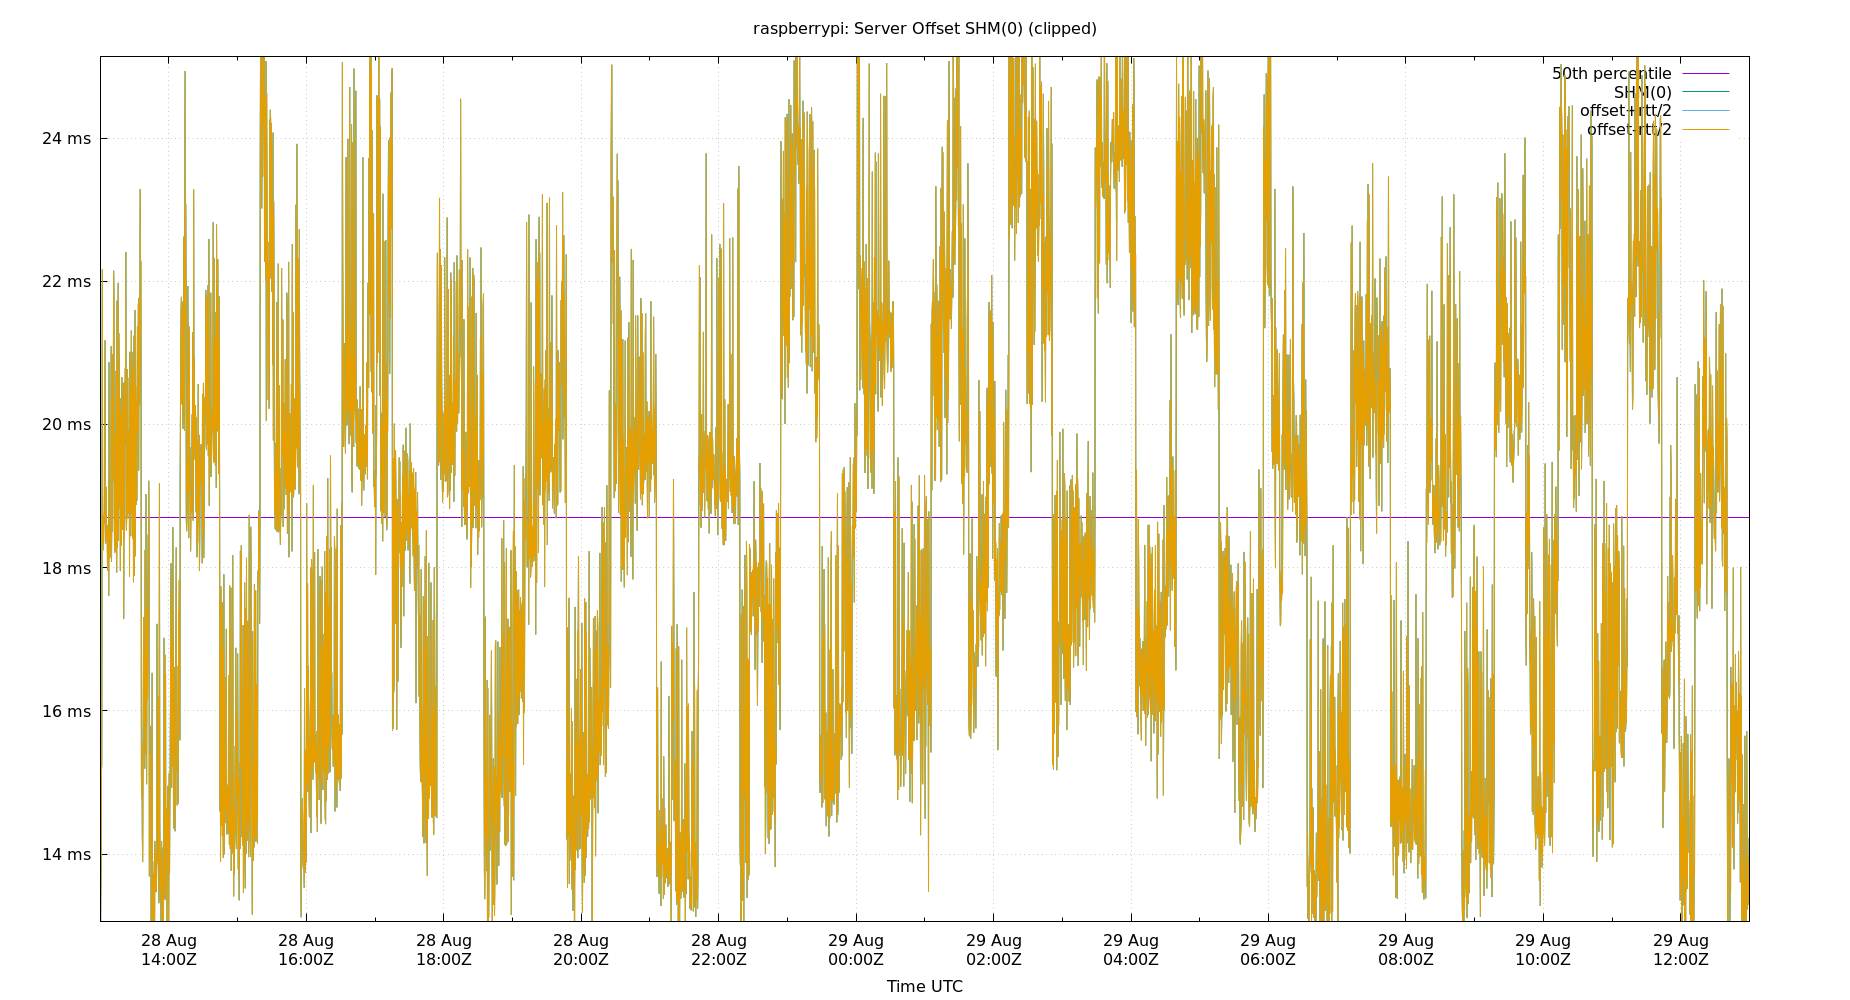 raspberrypi: Server Offset SHM(0) (clipped)
50th percentile
SHM(0)
offset+rtt/2
offset-rtt/2
24 ms
22 ms
20 ms
18 ms
16 ms
14 ms
28 Aug 28 Aug 28 Aug 28 Aug 28 Aug 29 Aug 29 Aug 29 Aug 29 Aug 29 Aug 29 Aug 29 Aug
14:00Z 16:00Z 18:00Z 20:00Z 22:00Z 00:00Z 02:00Z 04:00Z 06:00Z 08:00Z 10:00Z 12:00Z
Time UTC